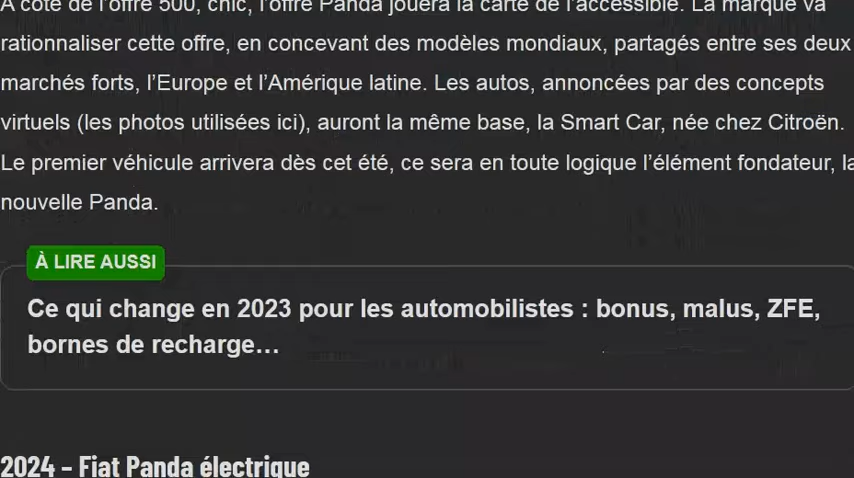 A côté de l’offre 500, chic, l’offre Panda jouera la carte de l’accessible. La marque va
rationnaliser cette offre, en concevant des modèles mondiaux, partagés entre ses deux
marchés forts, l’Europe et l’Amérique latine. Les autos, annoncées par des concepts
virtuels (les photos utilisées ici), auront la même base, la Smart Car, née chez Citroën.
Le premier véhicule arrivera dès cet été, ce sera en toute logique l’élément fondateur, la
nouvelle Panda.
À LIRE AUSSI
Ce qui change en 2023 pour les automobilistes : bonus, malus, ZFE,
bornes de recharge…
2024 – Fiat Panda électrique